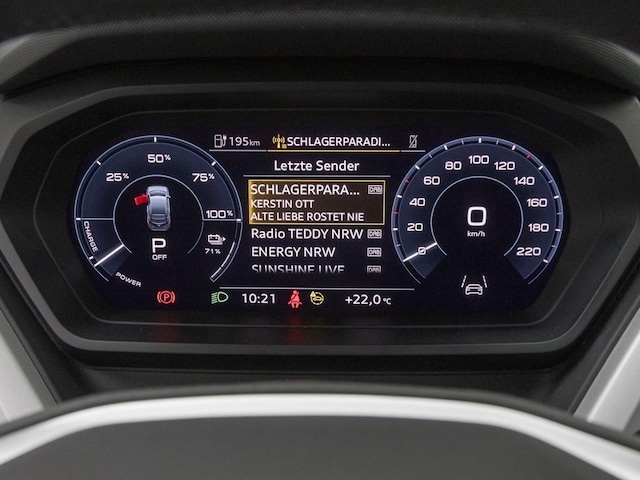 195km SCHLAGERPARADI...
Letzte Sender
SCHLAGERPARA... DAB
KERSTIN OTT
ALTE LIEBE ROSTET NIE
Radio TEDDY NRW DAB
ENERGY NRW DAB
SUNSHINE LIVE DAB
25% 50% 75% 100%
CHARGE
POWER
P
OFF
71%
0 20 40 60 80 100 120 140 160 180 200 220
0
km/h
P 10:21 +22,0 °C